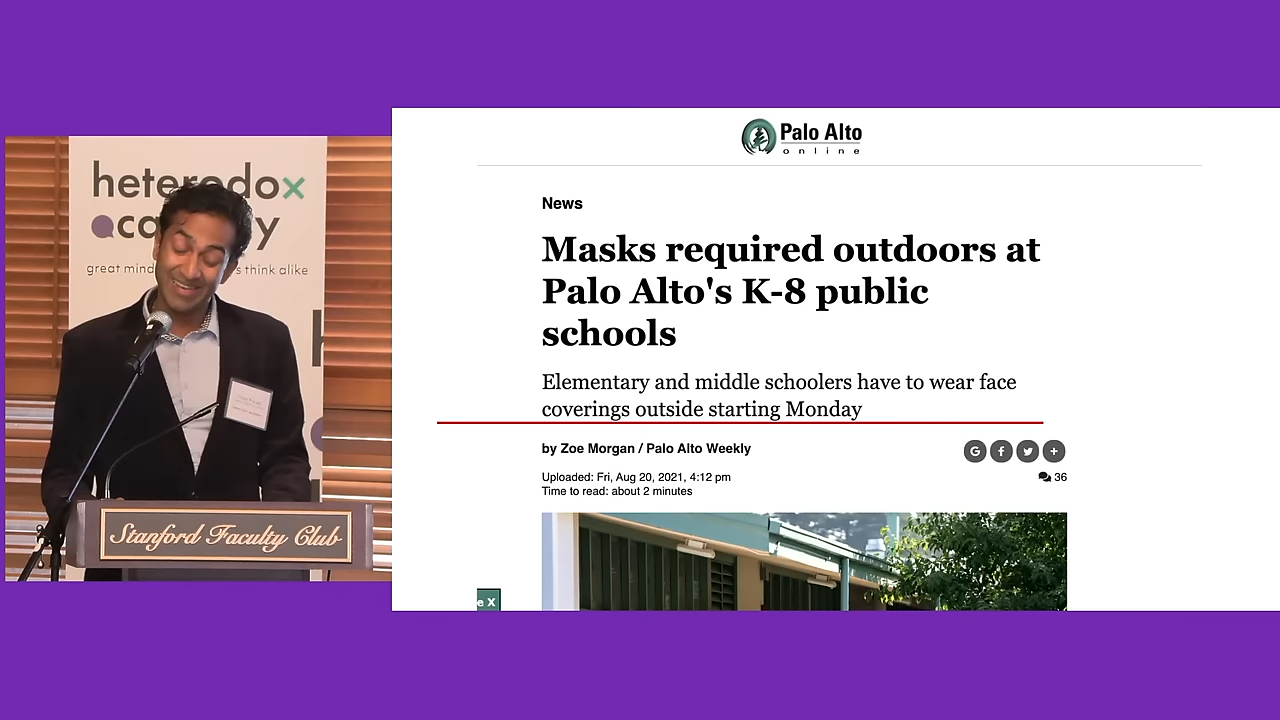 heterodox
great mind
s think alike
Stanford Faculty Club
Palo Alto
online
News
Masks required outdoors at
Palo Alto's K-8 public
schools
Elementary and middle schoolers have to wear face
coverings outside starting Monday
by Zoe Morgan / Palo Alto Weekly
Uploaded: Fri, Aug 20, 2021, 4:12 pm
36
Time to read: about 2 minutes
e X